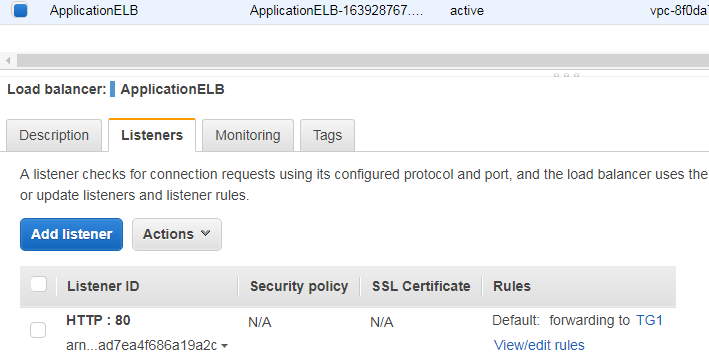 ApplicationELB ApplicationELB-163928767.... active vpc-8f0da
Load balancer: ApplicationELB
Description Listeners Monitoring Tags
A listener checks for connection requests using its configured protocol and port, and the load balancer uses the
or update listeners and listener rules.
Add listener Actions
Listener ID Security policy SSL Certificate Rules
HTTP : 80 N/A N/A Default: forwarding to TG1
arn...ad7ea4f686a19a2c View/edit rules